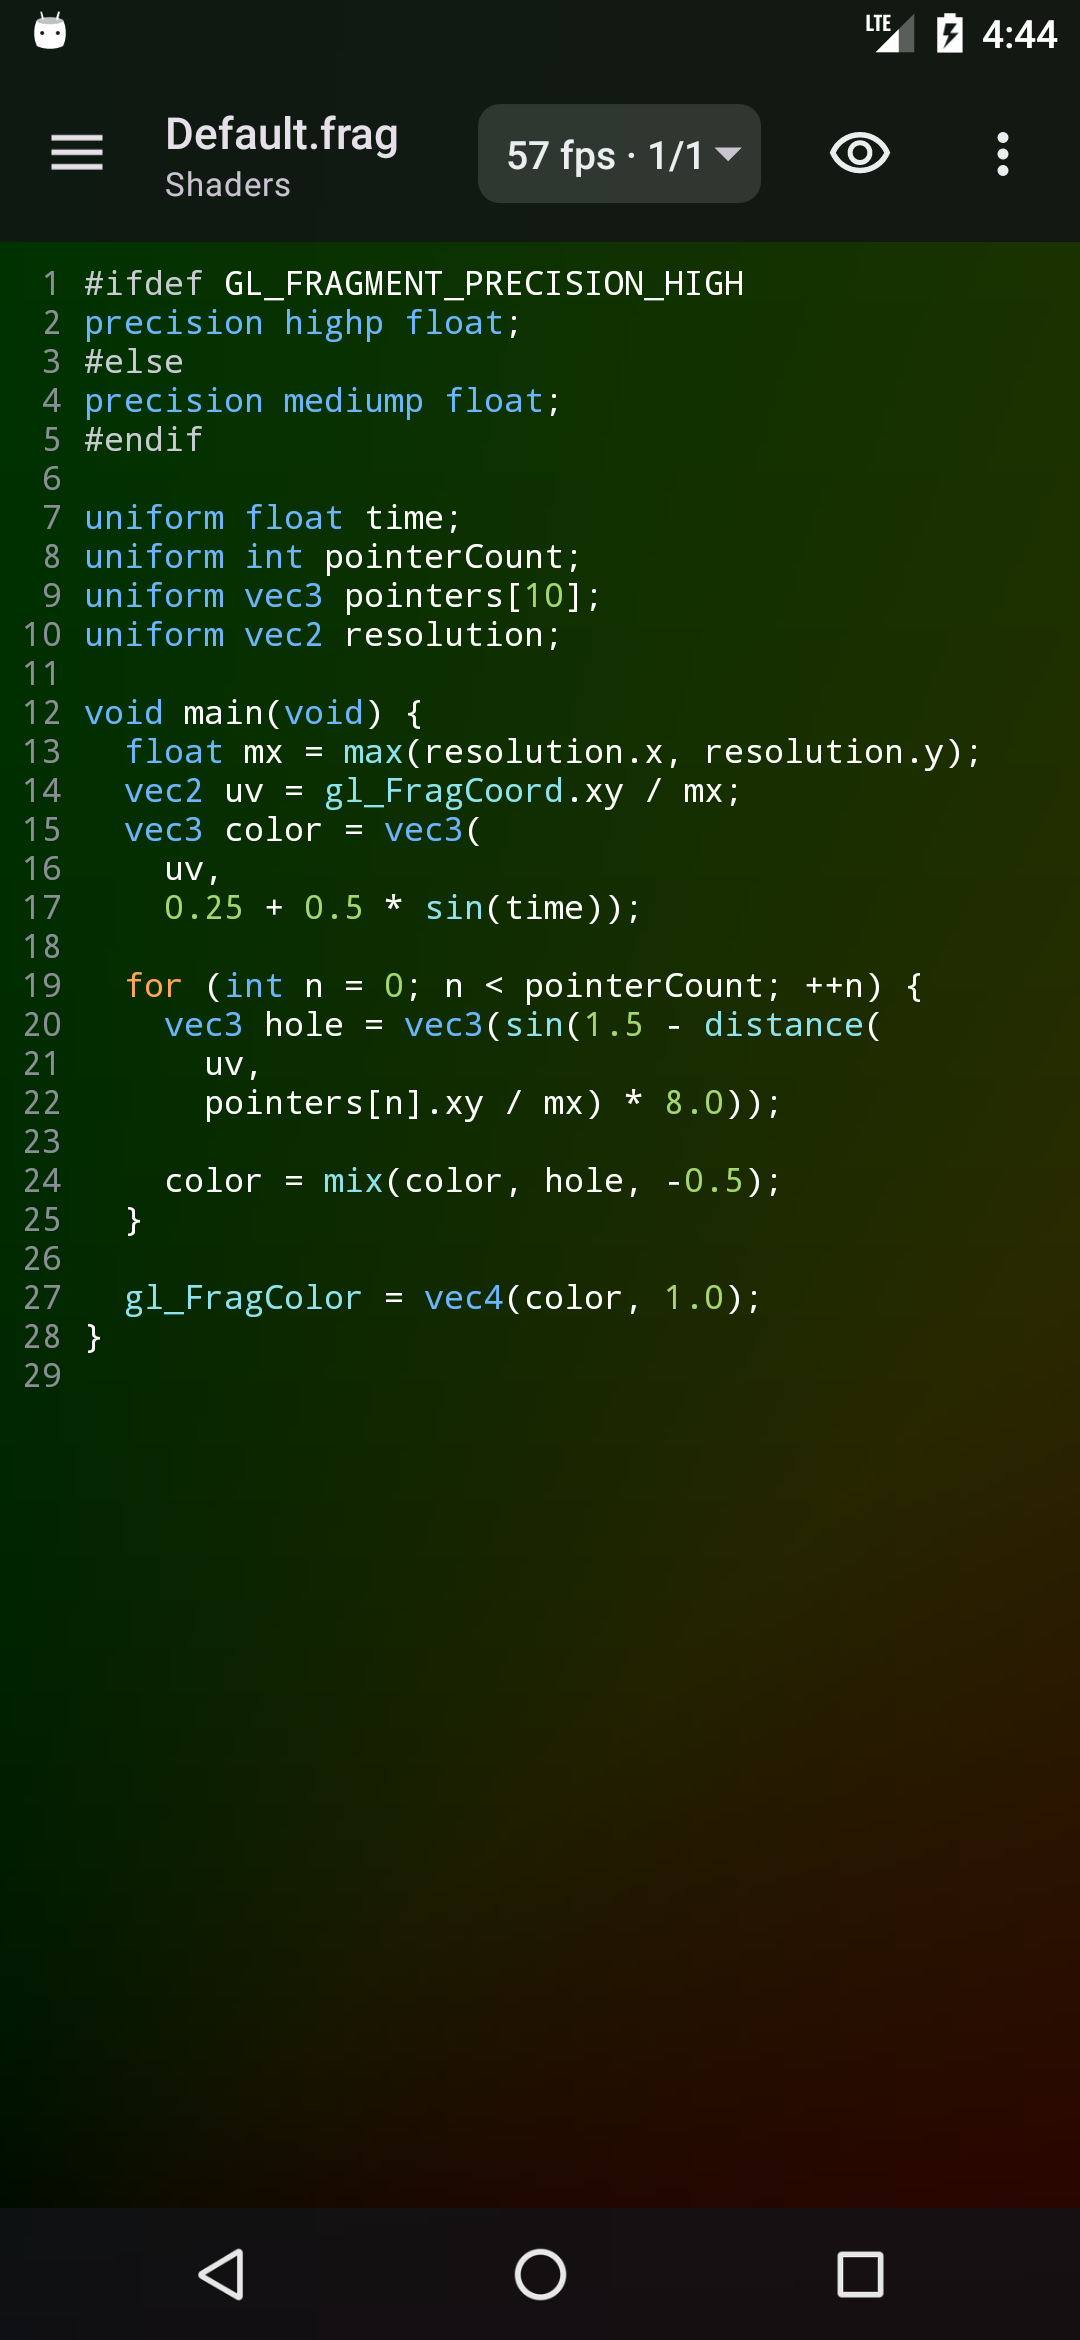 LTE 4:44
Default.frag
Shaders
57 fps · 1/1
1 #ifdef GL_FRAGMENT_PRECISION_HIGH
2 precision highp float;
3 #else
4 precision mediump float;
5 #endif
6
7 uniform float time;
8 uniform int pointerCount;
9 uniform vec3 pointers[10];
10 uniform vec2 resolution;
11
12 void main(void) {
13   float mx = max(resolution.x, resolution.y);
14   vec2 uv = gl_FragCoord.xy / mx;
15   vec3 color = vec3(
16     uv,
17     0.25 + 0.5 * sin(time));
18
19   for (int n = 0; n < pointerCount; ++n) {
20     vec3 hole = vec3(sin(1.5 - distance(
21       uv,
22       pointers[n].xy / mx) * 8.0));
23
24     color = mix(color, hole, -0.5);
25   }
26
27   gl_FragColor = vec4(color, 1.0);
28 }
29